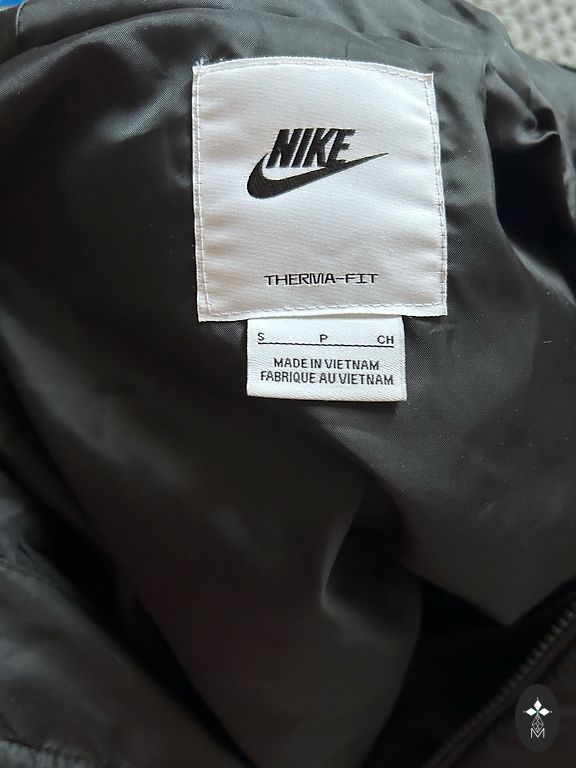 NIKE
THERMA-FIT
S P CH
MADE IN VIETNAM
FABRIQUE AU VIETNAM
M